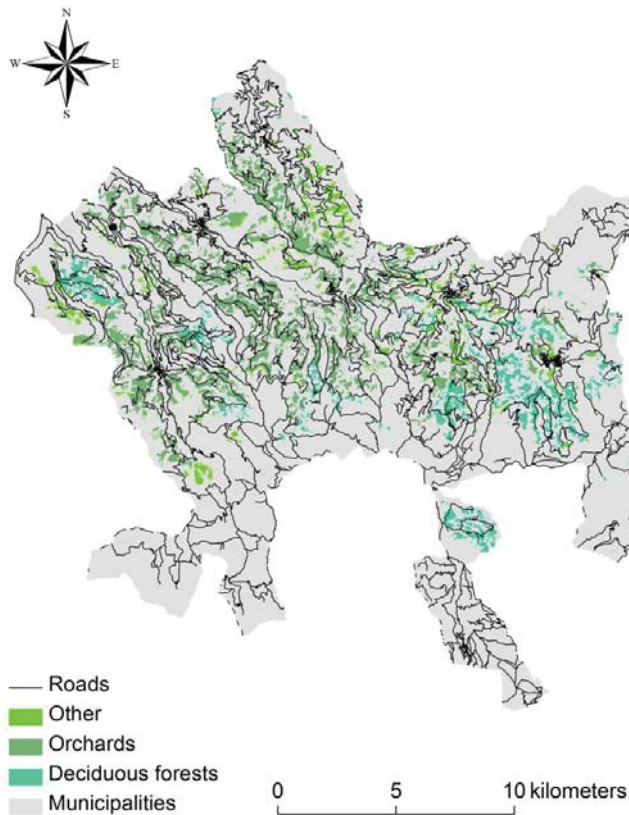 N
W E
S
Roads
Other
Orchards
Deciduous forests
Municipalities
0 5 10 kilometers